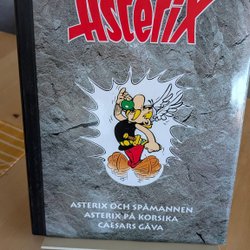 Asterix
ASTERIX OCH SPÅMANNEN
ASTERIX PÅ KORSIKA
CAESARS GÅVA